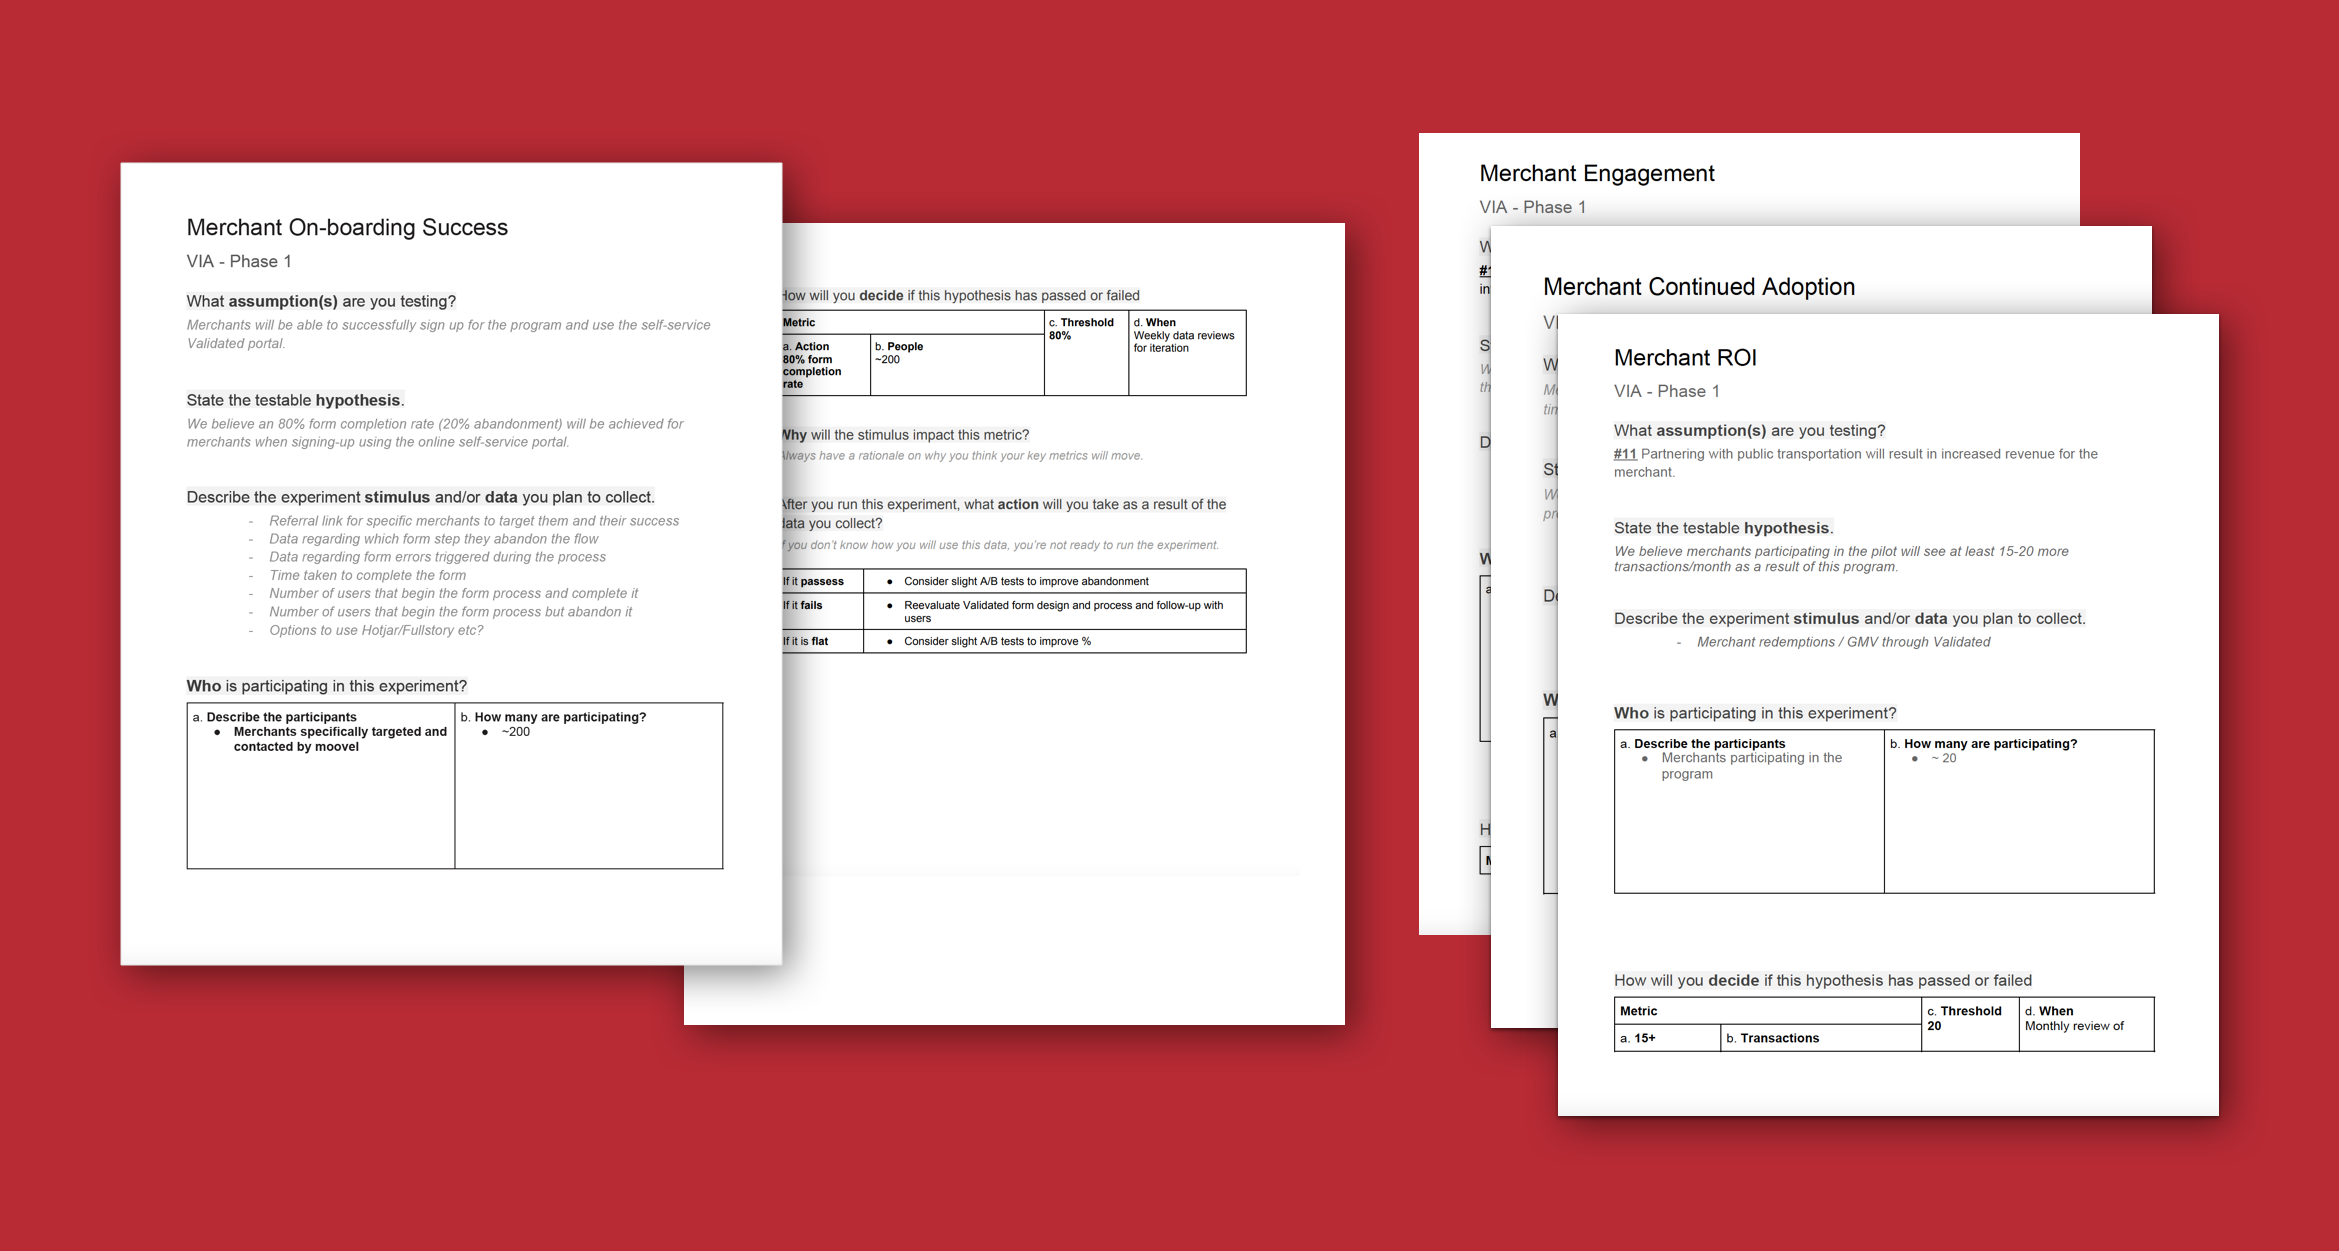 Merchant On-boarding Success
VIA - Phase 1
What assumption(s) are you testing?
Merchants will be able to successfully sign up for the program and use the self-service
Validated portal.
State the testable hypothesis.
We believe an 80% form completion rate (20% abandonment) will be achieved for
merchants when signing-up using the online self-service portal.
Describe the experiment stimulus and/or data you plan to collect.
- Referral link for specific merchants to target them and their success
- Data regarding which form step they abandon the flow
- Data regarding form errors triggered during the process
- Time taken to complete the form
- Number of users that begin the form process and complete it
- Number of users that begin the form process but abandon it
- Options to use Hotjar/Fullstory etc?
Who is participating in this experiment?
a. Describe the participants
● Merchants specifically targeted and
contacted by moovel
b. How many are participating?
● ~200
How will you decide if this hypothesis has passed or failed
Metric
a. Action
80% form
completion
rate
b. People
~200
c. Threshold
80%
d. When
Weekly data reviews
for iteration
Why will the stimulus impact this metric?
Always have a rationale on why you think your key metrics will move.
After you run this experiment, what action will you take as a result of the
data you collect?
If you don't know how you will use this data, you're not ready to run the experiment.
If it passess
● Consider slight A/B tests to improve abandonment
If it fails
● Reevaluate Validated form design and process and follow-up with
users
If it is flat
● Consider slight A/B tests to improve %
Merchant Engagement
VIA - Phase 1
Merchant Continued Adoption
Merchant ROI
VIA - Phase 1
What assumption(s) are you testing?
#11 Partnering with public transportation will result in increased revenue for the
merchant.
State the testable hypothesis.
We believe merchants participating in the pilot will see at least 15-20 more
transactions/month as a result of this program.
Describe the experiment stimulus and/or data you plan to collect.
- Merchant redemptions / GMV through Validated
Who is participating in this experiment?
a. Describe the participants
● Merchants participating in the
program
b. How many are participating?
● ~ 20
How will you decide if this hypothesis has passed or failed
Metric
a. 15+
b. Transactions
c. Threshold
20
d. When
Monthly review of